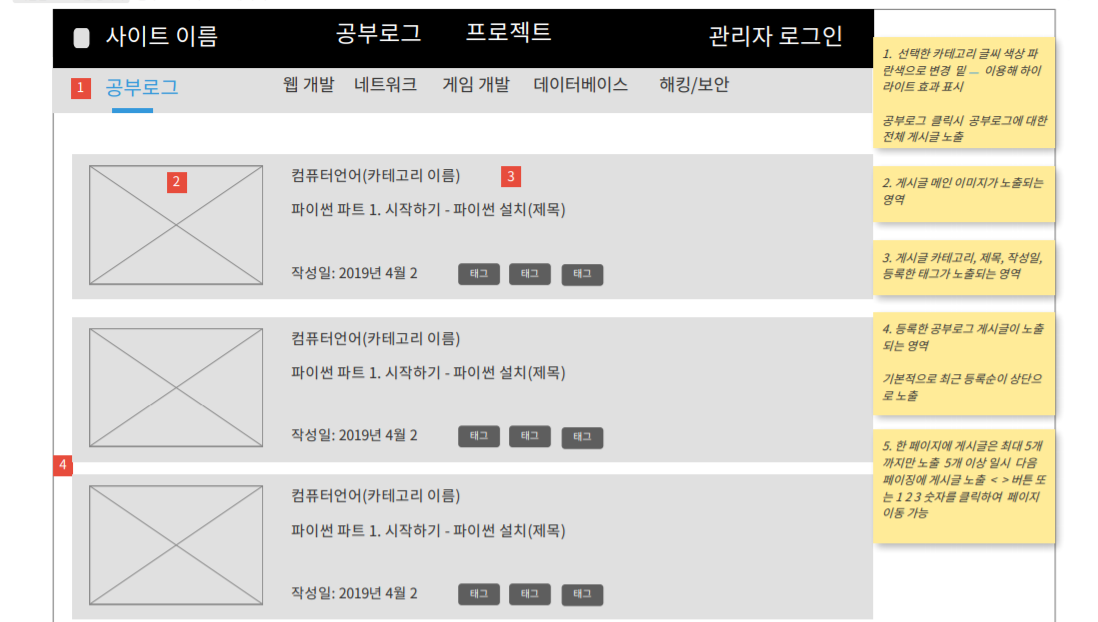 사이트 이름 공부로그 프로젝트 관리자 로그인
1 공부로그 웹 개발 네트워크 게임 개발 데이터베이스 해킹/보안
2
컴퓨터언어(카테고리 이름) 3
파이썬 파트 1. 시작하기 - 파이썬 설치(제목)
작성일: 2019년 4월 2 태그 태그 태그
컴퓨터언어(카테고리 이름)
파이썬 파트 1. 시작하기 - 파이썬 설치(제목)
작성일: 2019년 4월 2 태그 태그 태그
4
컴퓨터언어(카테고리 이름)
파이썬 파트 1. 시작하기 - 파이썬 설치(제목)
작성일: 2019년 4월 2 태그 태그 태그
1. 선택한 카테고리 글씨 색상 파
란색으로 변경 밑 — 이용해 하이
라이트 효과 표시
공부로그 클릭시 공부로그에 대한
전체 게시글 노출
2. 게시글 메인 이미지가 노출되는
영역
3. 게시글 카테고리, 제목, 작성일,
등록한 태그가 노출되는 영역
4. 등록한 공부로그 게시글이 노출
되는 영역
기본적으로 최근 등록순이 상단으
로 노출
5. 한 페이지에 게시글은 최대 5개
까지만 노출 5개 이상 일시 다음
페이징에 게시글 노출 < > 버튼 또
는 1 2 3 숫자를 클릭하여 페이지
이동 가능